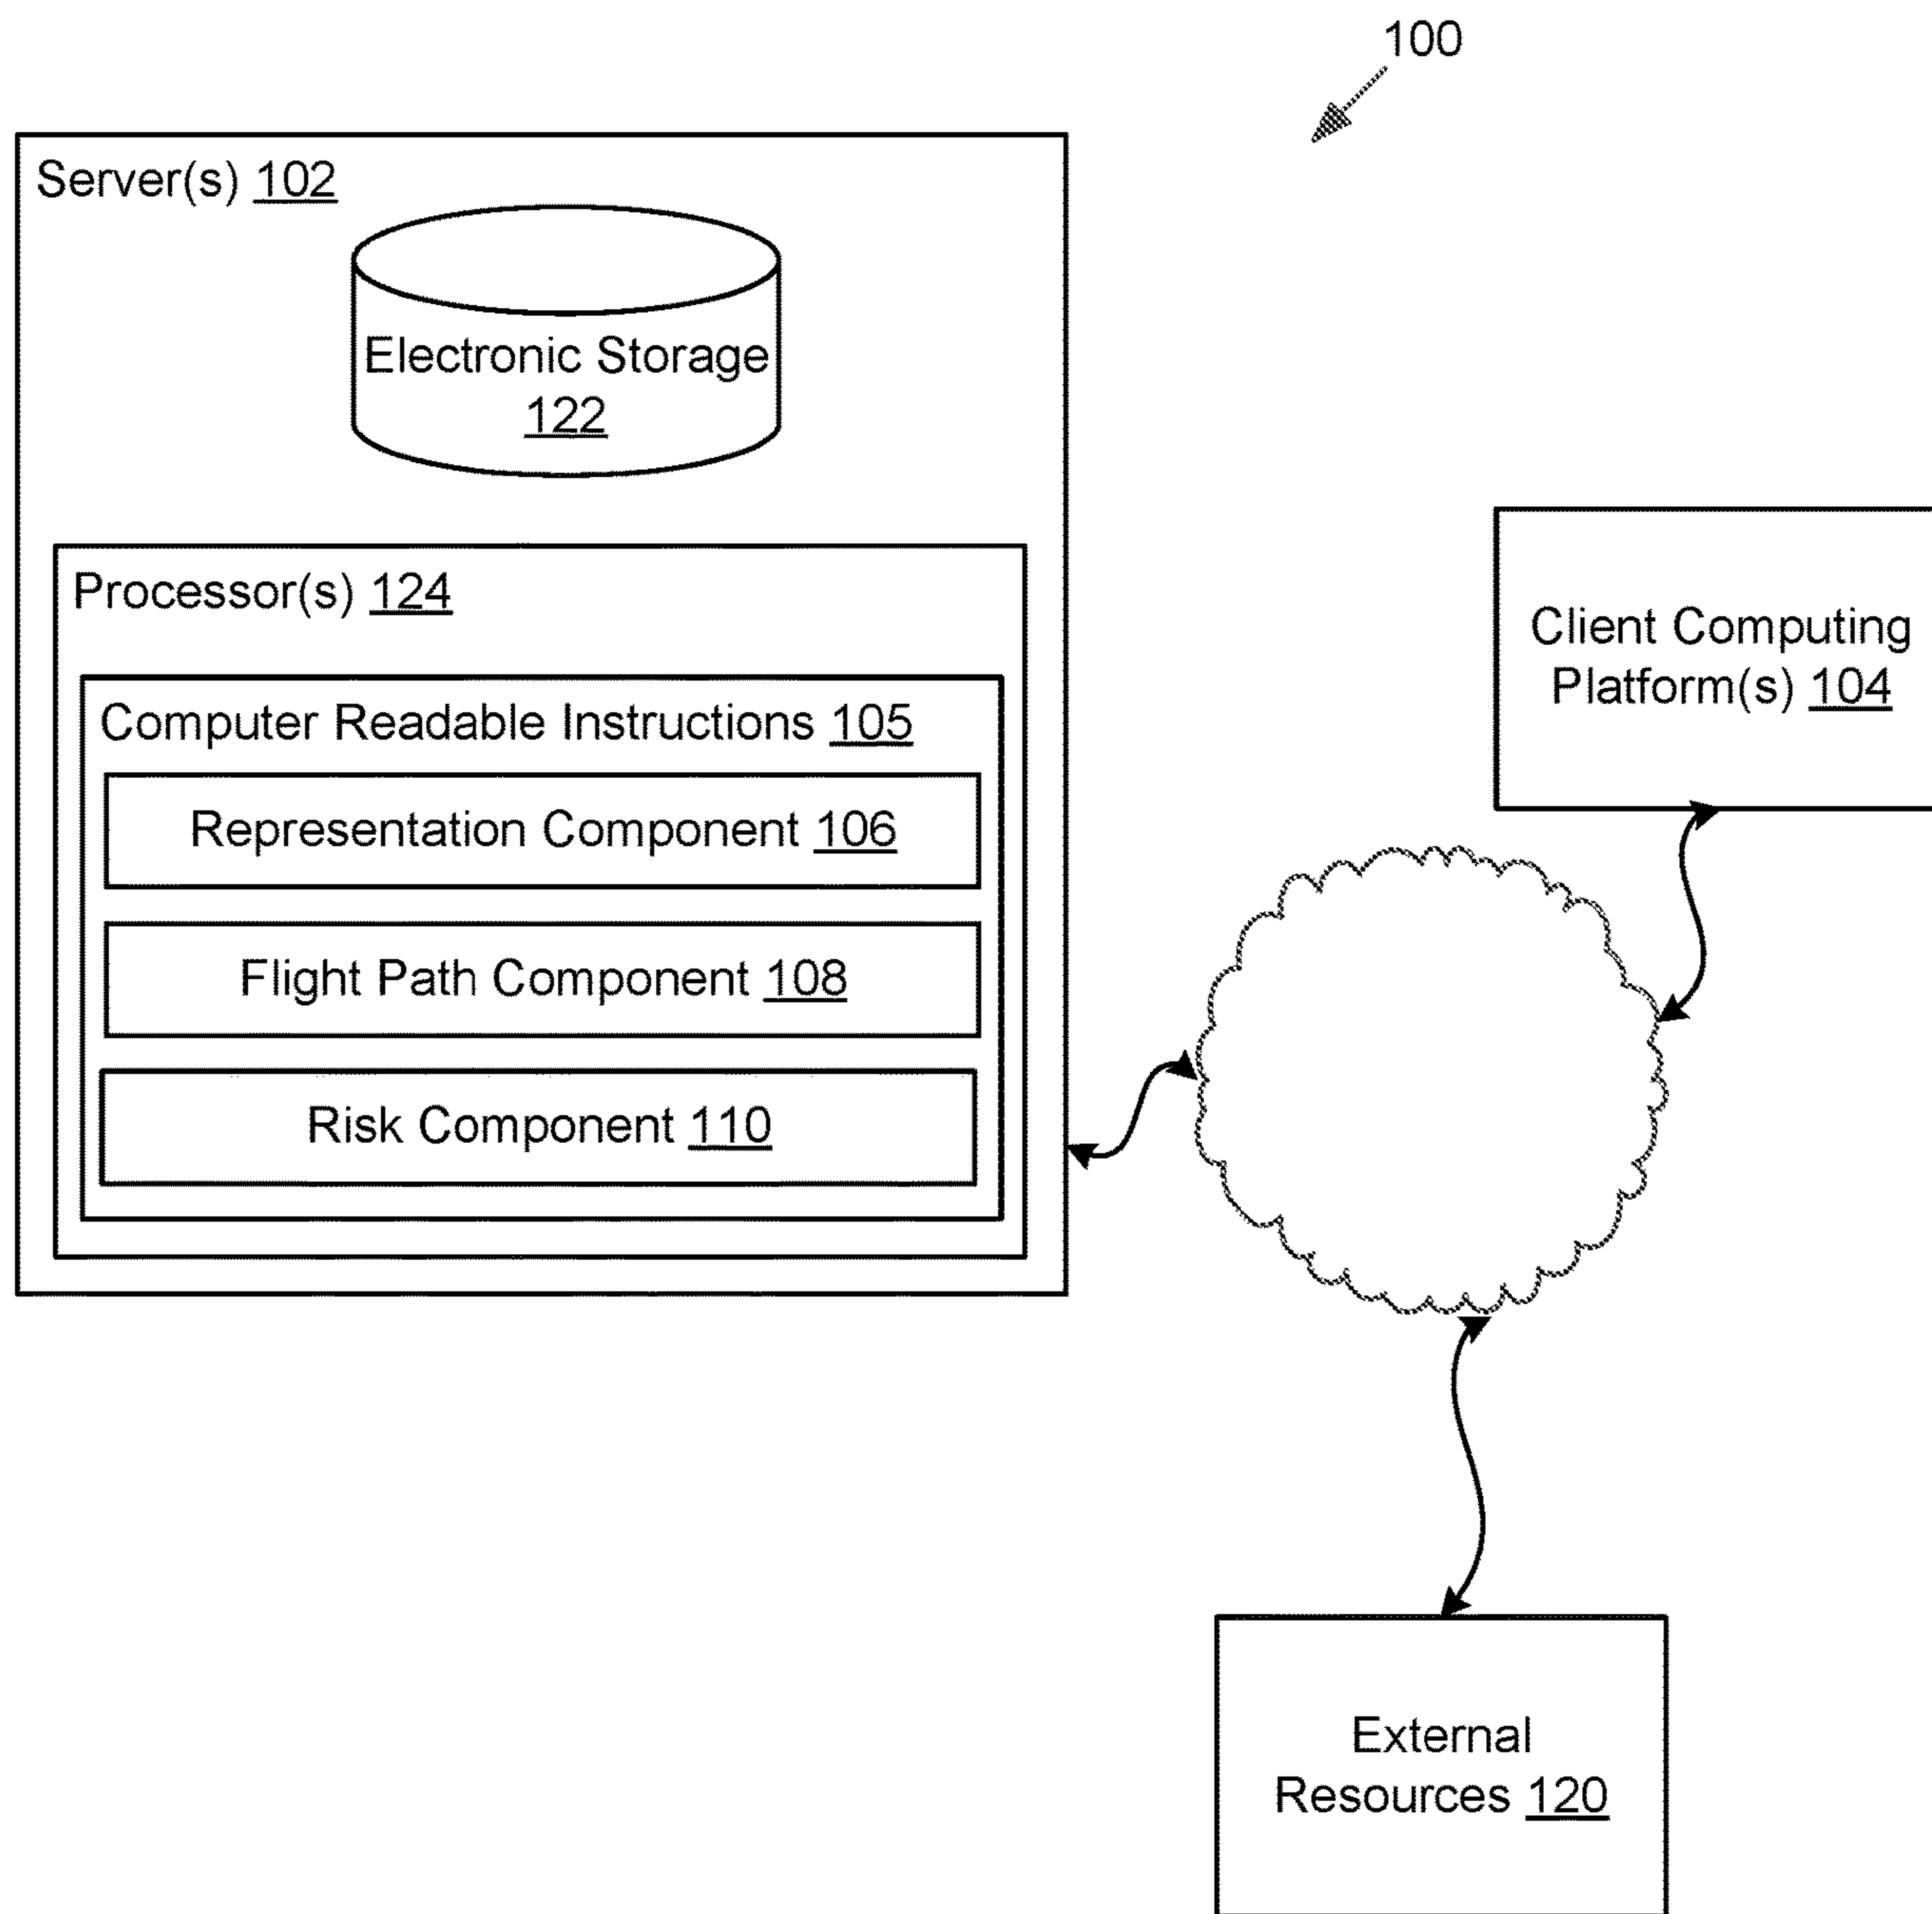 100
Server(s) 102
Electronic Storage
122
Processor(s) 124
Computer Readable Instructions 105
Representation Component 106
Flight Path Component 108
Risk Component 110
Client Computing
Platform(s) 104
External
Resources 120